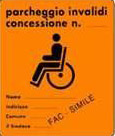 parcheggio invalidi
concessione n.
Nome
Indirizzo
Comune
Il Sindaco
FAC-SIMILE